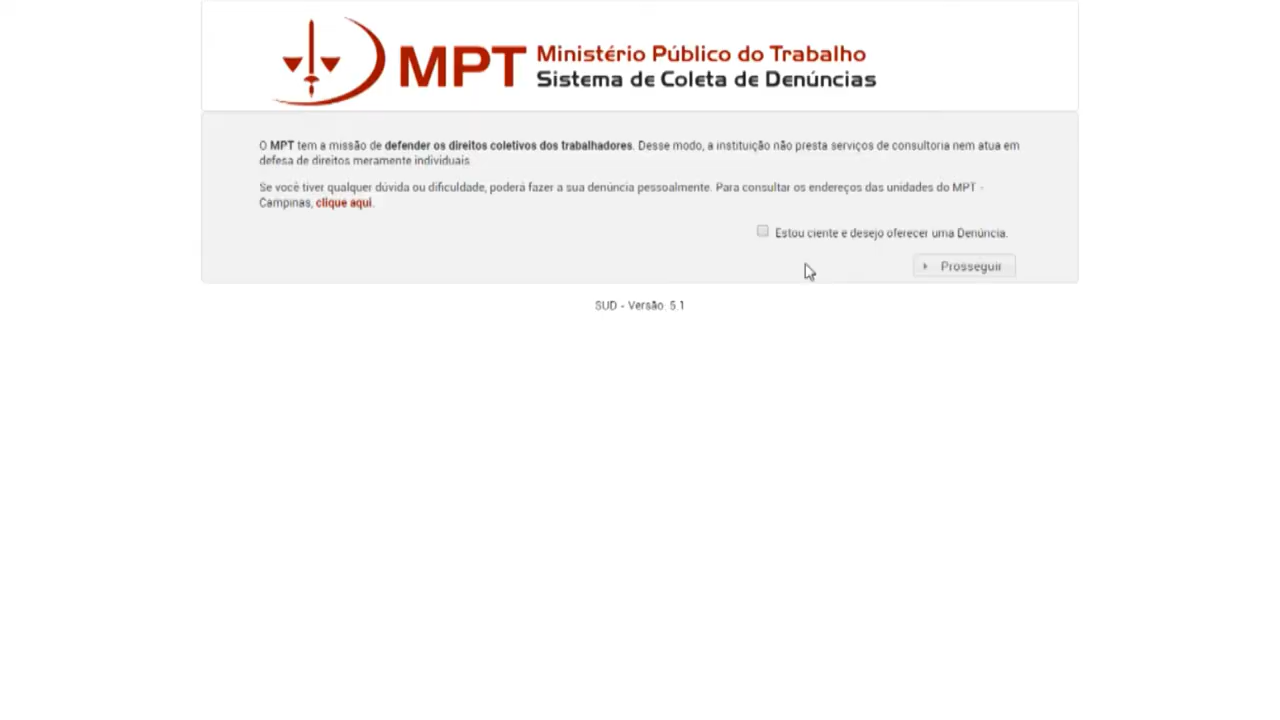 MPT Ministério Público do Trabalho
Sistema de Coleta de Denúncias
O MPT tem a missão de defender os direitos coletivos dos trabalhadores. Desse modo, a instituição não presta serviços de consultoria nem atua em
defesa de direitos meramente individuais.
Se você tiver qualquer dúvida ou dificuldade, poderá fazer a sua denúncia pessoalmente. Para consultar os endereços das unidades do MPT -
Campinas, clique aqui.
Estou ciente e desejo oferecer uma Denúncia.
Prosseguir
SUD - Versão: 5.1